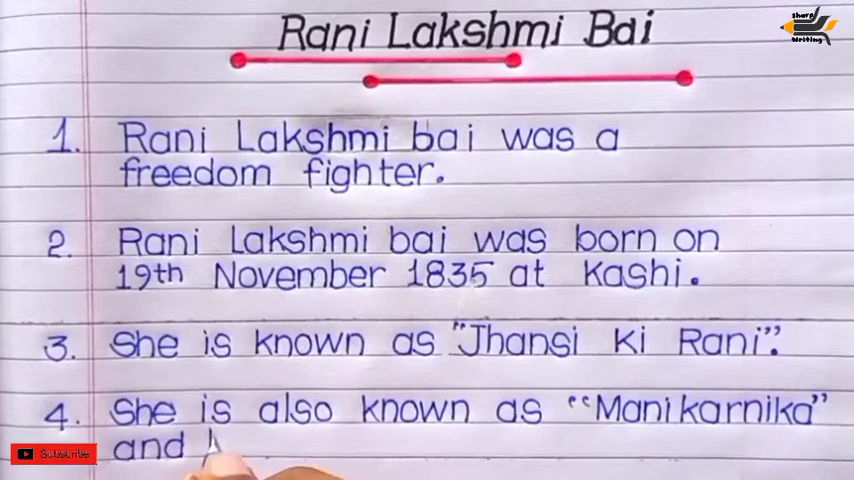 Sharp
Writing
Rani Lakshmi Bai
1. Rani Lakshmi bai was a
freedom fighter.
2. Rani Lakshmi bai was born on
19th November 1835 at Kashi.
3. She is known as "Jhansi Ki Rani".
4. She is also known as "Manikarnika"
and
Subscribe